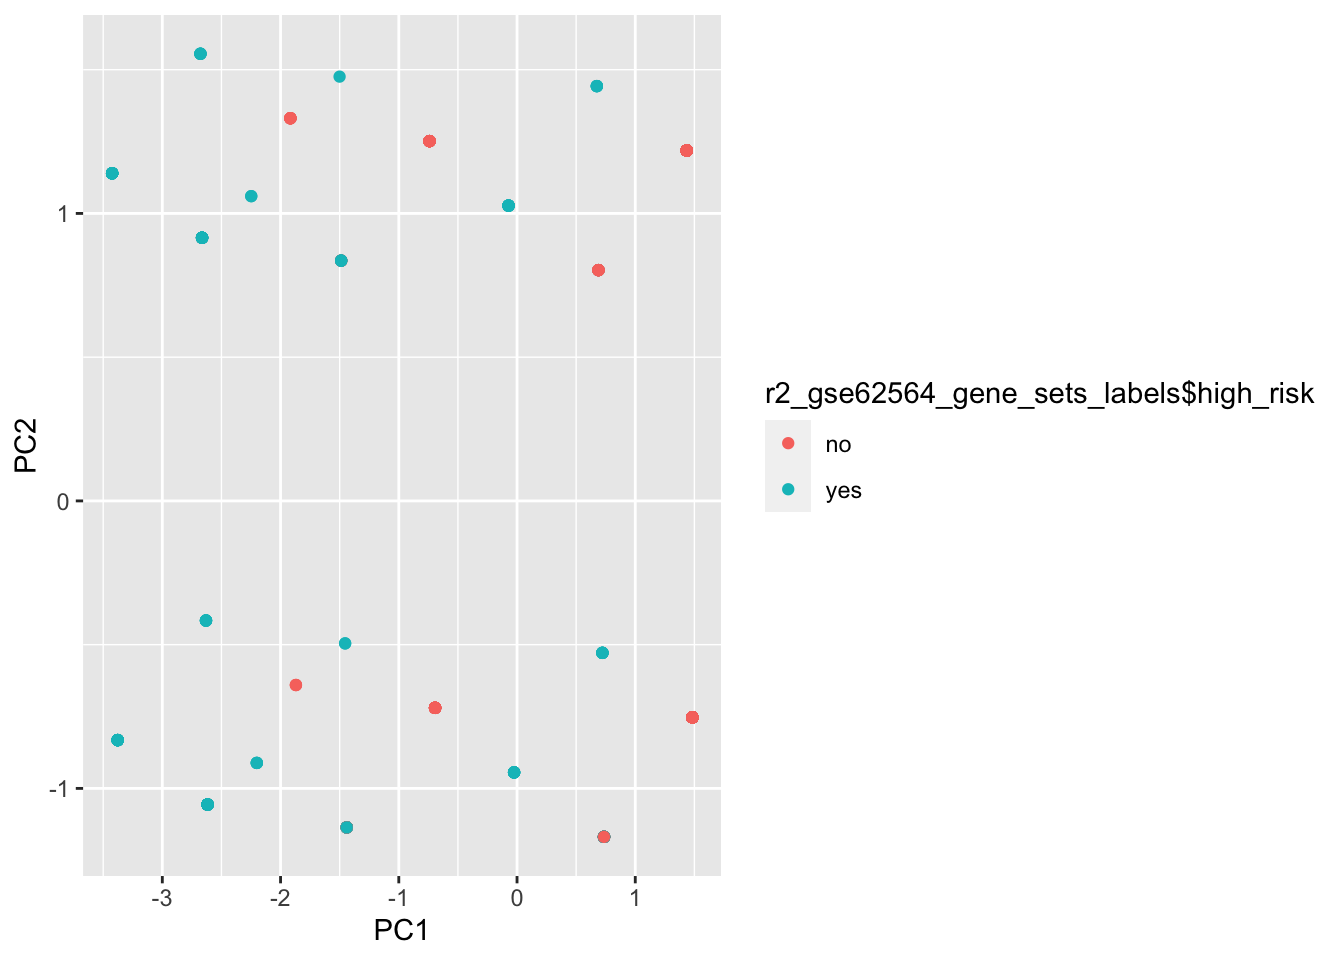 1
0
-1
-3
-2
-1
0
1
PC1
PC2
r2_gse62564_gene_sets_labels$high_risk
no
yes